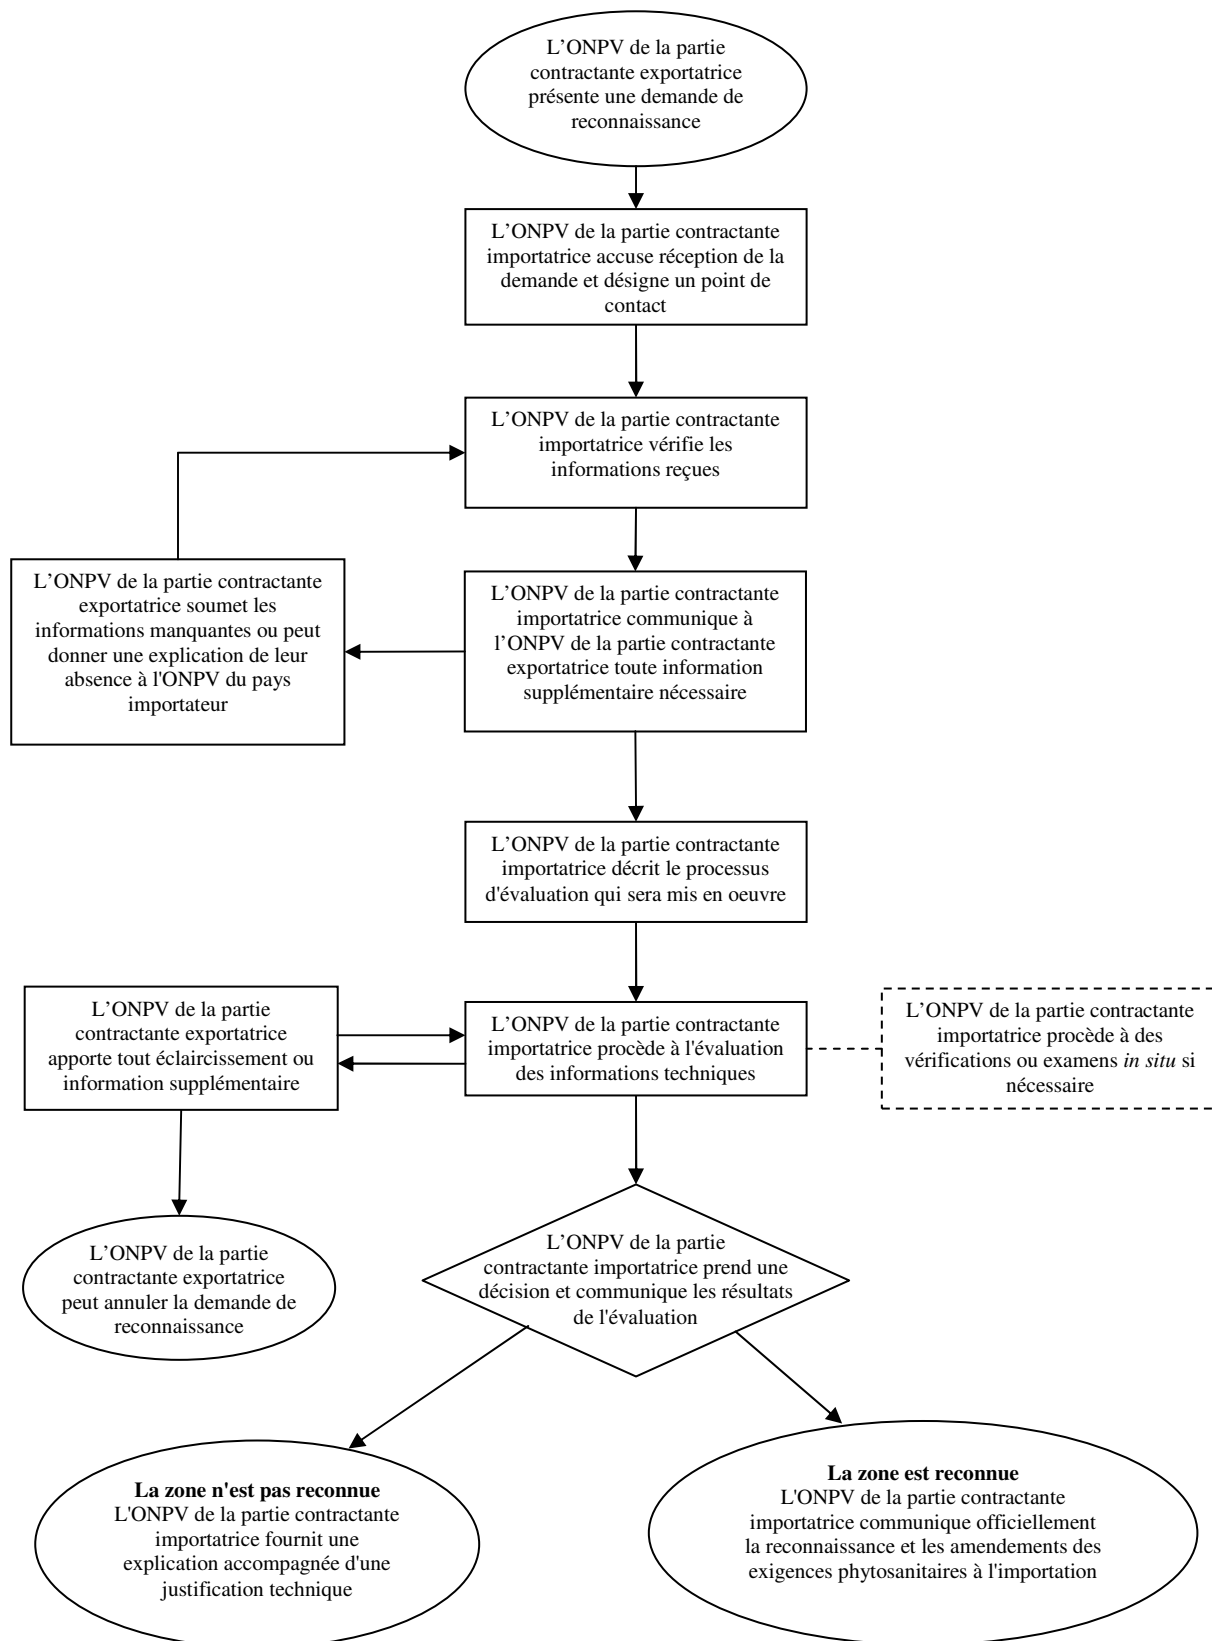 L’ONPV de la partie
contractante exportatrice
présente une demande de
reconnaissance
L’ONPV de la partie contractante
importatrice accuse réception de la
demande et désigne un point de
contact
L’ONPV de la partie contractante
importatrice vérifie les
informations reçues
L’ONPV de la partie contractante
exportatrice soumet les
informations manquantes ou peut
donner une explication de leur
absence à l'ONPV du pays
importateur
L’ONPV de la partie contractante
importatrice communique à
l’ONPV de la partie contractante
exportatrice toute information
supplémentaire nécessaire
L'ONPV de la partie contractante
importatrice décrit le processus
d'évaluation qui sera mis en oeuvre
L’ONPV de la partie
contractante exportatrice
apporte tout éclaircissement ou
information supplémentaire
L'ONPV de la partie contractante
importatrice procède à l'évaluation
des informations techniques
L'ONPV de la partie contractante
importatrice procède à des
vérifications ou examens in situ si
nécessaire
L’ONPV de la partie
contractante exportatrice
peut annuler la demande de
reconnaissance
L'ONPV de la partie
contractante importatrice prend une
décision et communique les résultats
de l'évaluation
La zone n'est pas reconnue
L'ONPV de la partie contractante
importatrice fournit une
explication accompagnée d'une
justification technique
La zone est reconnue
L'ONPV de la partie contractante
importatrice communique officiellement
la reconnaissance et les amendements des
exigences phytosanitaires à l'importation